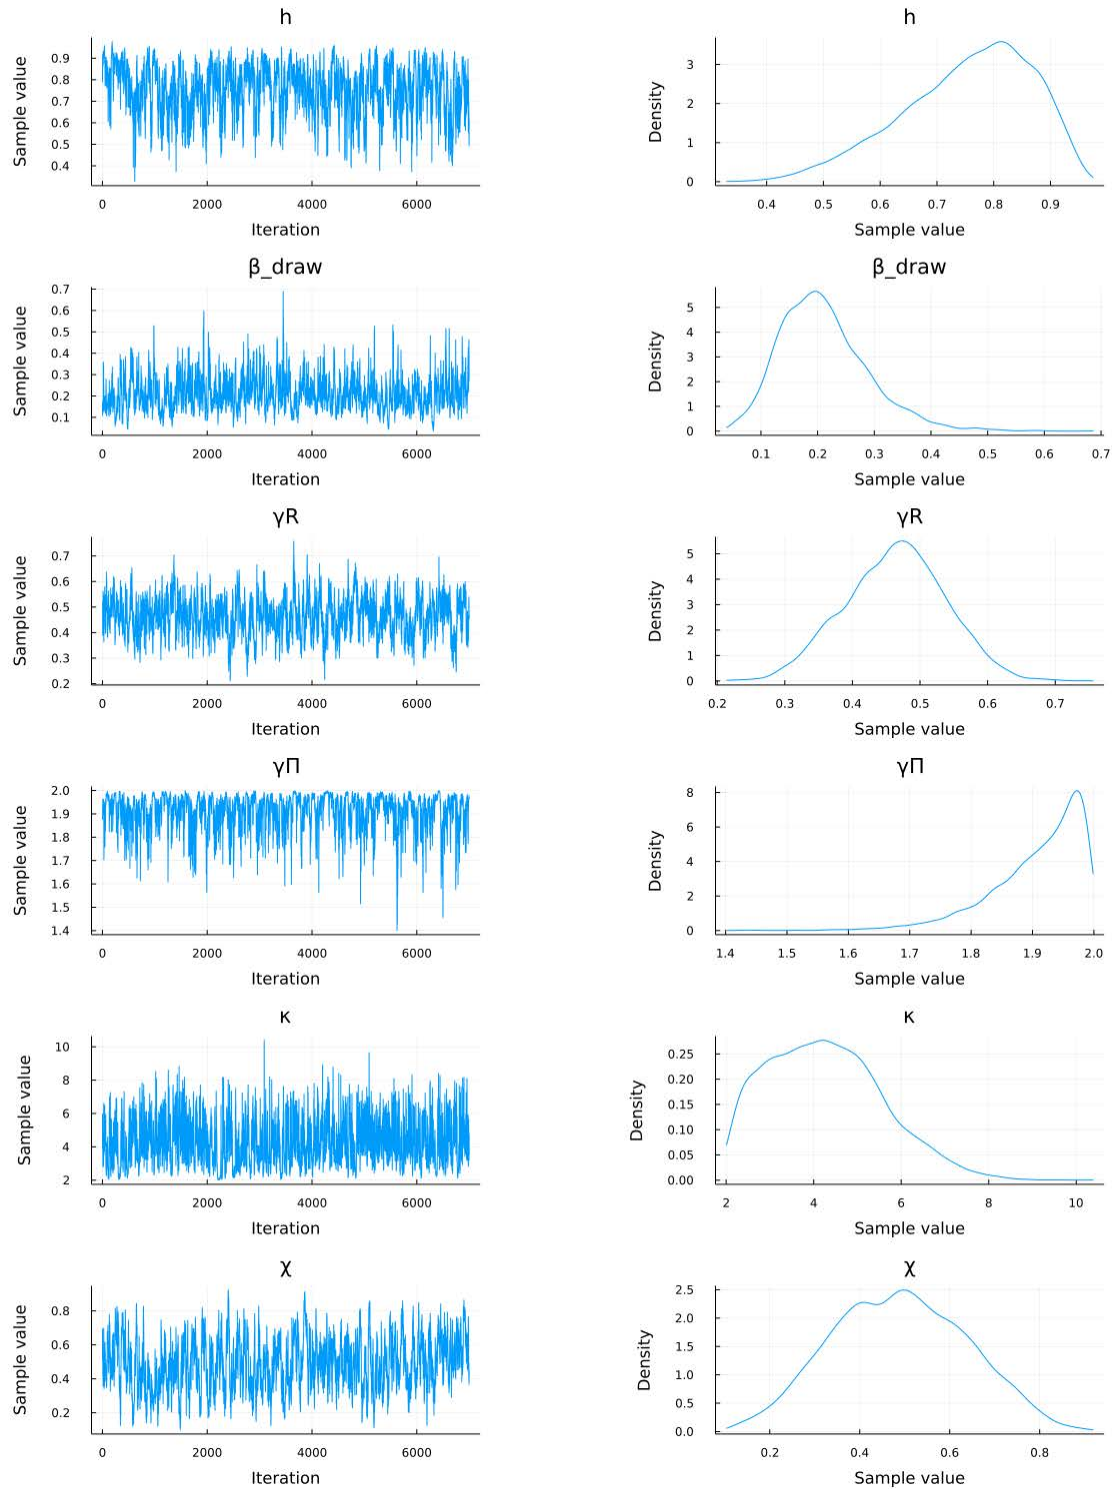 h h
Sample value 0.9 0.8 0.7 0.6 0.5 0.4 Density 3 2 1 0
0 2000 4000 6000 0.4 0.5 0.6 0.7 0.8 0.9
Iteration Sample value
β_draw β_draw
Sample value 0.7 0.6 0.5 0.4 0.3 0.2 0.1 Density 5 4 3 2 1 0
0 2000 4000 6000 0.1 0.2 0.3 0.4 0.5 0.6 0.7
Iteration Sample value
γR γR
Sample value 0.7 0.6 0.5 0.4 0.3 0.2 Density 5 4 3 2 1 0
0 2000 4000 6000 0.2 0.3 0.4 0.5 0.6 0.7
Iteration Sample value
γΠ γΠ
Sample value 2.0 1.9 1.8 1.7 1.6 1.5 1.4 Density 8 6 4 2 0
0 2000 4000 6000 1.4 1.5 1.6 1.7 1.8 1.9 2.0
Iteration Sample value
κ κ
Sample value 10 8 6 4 2 Density 0.25 0.20 0.15 0.10 0.05 0.00
0 2000 4000 6000 2 4 6 8 10
Iteration Sample value
χ χ
Sample value 0.8 0.6 0.4 0.2 Density 2.5 2.0 1.5 1.0 0.5 0.0
0 2000 4000 6000 0.2 0.4 0.6 0.8
Iteration Sample value